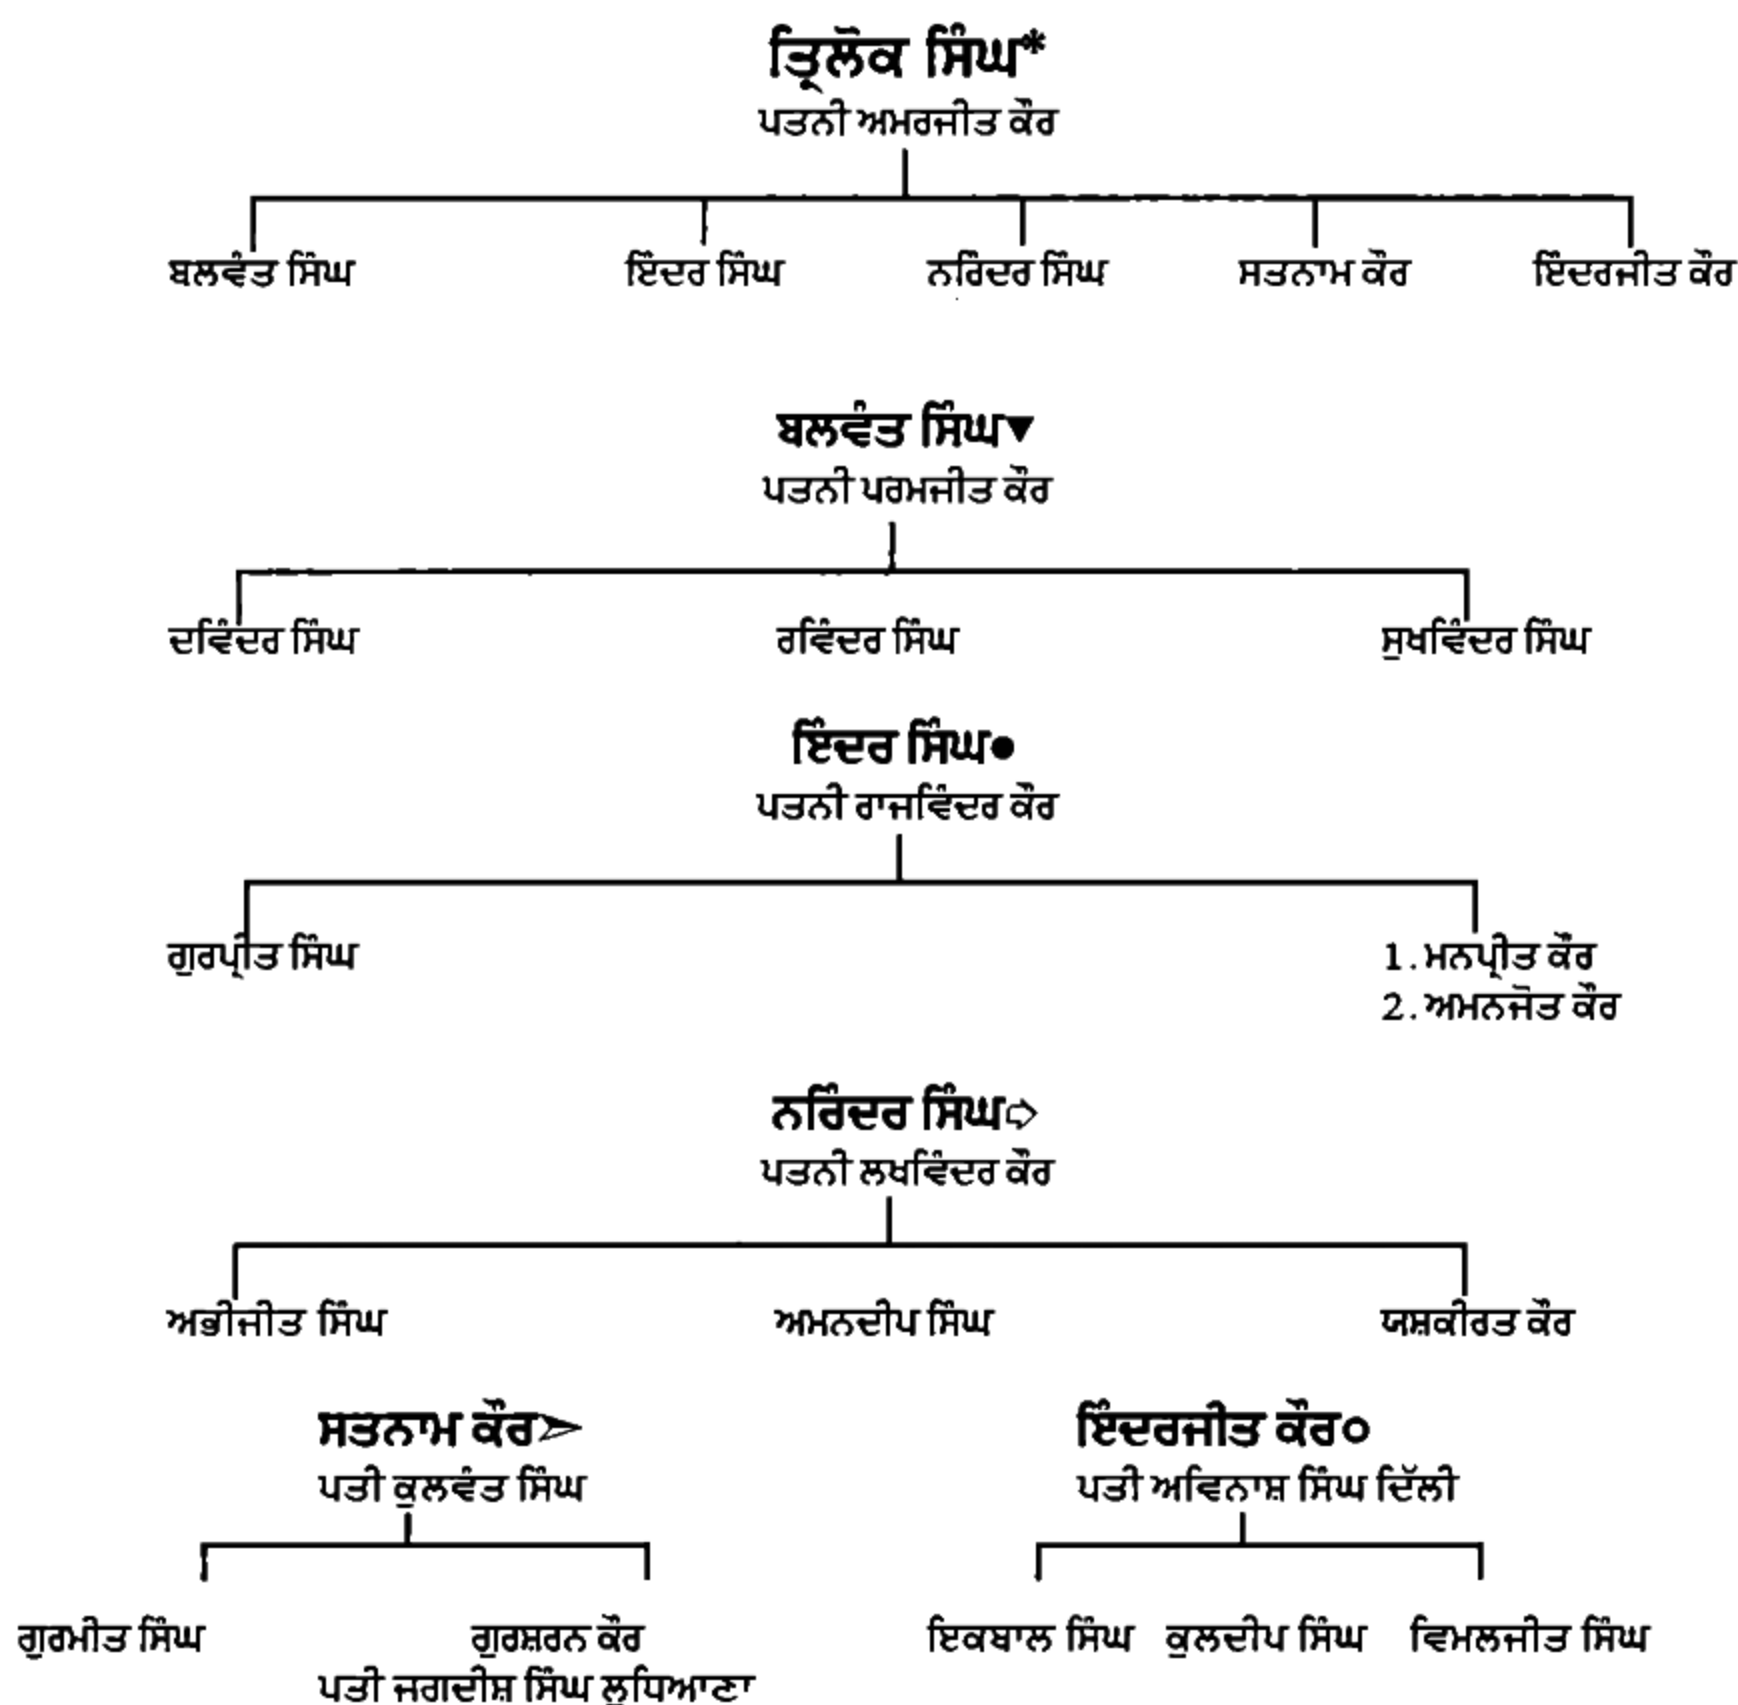 ਤ੍ਰਿਲੋਕ ਸਿੰਘ*
ਪਤਨੀ ਅਮਰਜੀਤ ਕੌਰ
ਬਲਵੰਤ ਸਿੰਘ ਇੰਦਰ ਸਿੰਘ ਨਰਿੰਦਰ ਸਿੰਘ ਸਤਨਾਮ ਕੌਰ ਇੰਦਰਜੀਤ ਕੌਰ
ਬਲਵੰਤ ਸਿੰਘ▼
ਪਤਨੀ ਪਰਮਜੀਤ ਕੌਰ
ਦਵਿੰਦਰ ਸਿੰਘ ਰਵਿੰਦਰ ਸਿੰਘ ਸੁਖਵਿੰਦਰ ਸਿੰਘ
ਇੰਦਰ ਸਿੰਘ●
ਪਤਨੀ ਰਾਜਵਿੰਦਰ ਕੌਰ
ਗੁਰਪ੍ਰੀਤ ਸਿੰਘ 1.ਮਨਪ੍ਰੀਤ ਕੌਰ
2.ਅਮਨਜੋਤ ਕੌਰ
ਨਰਿੰਦਰ ਸਿੰਘ➪
ਪਤਨੀ ਲਖਵਿੰਦਰ ਕੌਰ
ਅਭੀਜੀਤ ਸਿੰਘ ਅਮਨਦੀਪ ਸਿੰਘ ਯਸ਼ਕੀਰਤ ਕੌਰ
ਸਤਨਾਮ ਕੌਰ➣ ਇੰਦਰਜੀਤ ਕੌਰ○
ਪਤੀ ਕੁਲਵੰਤ ਸਿੰਘ ਪਤੀ ਅਵਿਨਾਸ਼ ਸਿੰਘ ਦਿੱਲੀ
ਗੁਰਮੀਤ ਸਿੰਘ ਗੁਰਸ਼ਰਨ ਕੌਰ ਇਕਬਾਲ ਸਿੰਘ ਕੁਲਦੀਪ ਸਿੰਘ ਵਿਮਲਜੀਤ ਸਿੰਘ
ਪਤੀ ਜਗਦੀਸ਼ ਸਿੰਘ ਲੁਧਿਆਣਾ